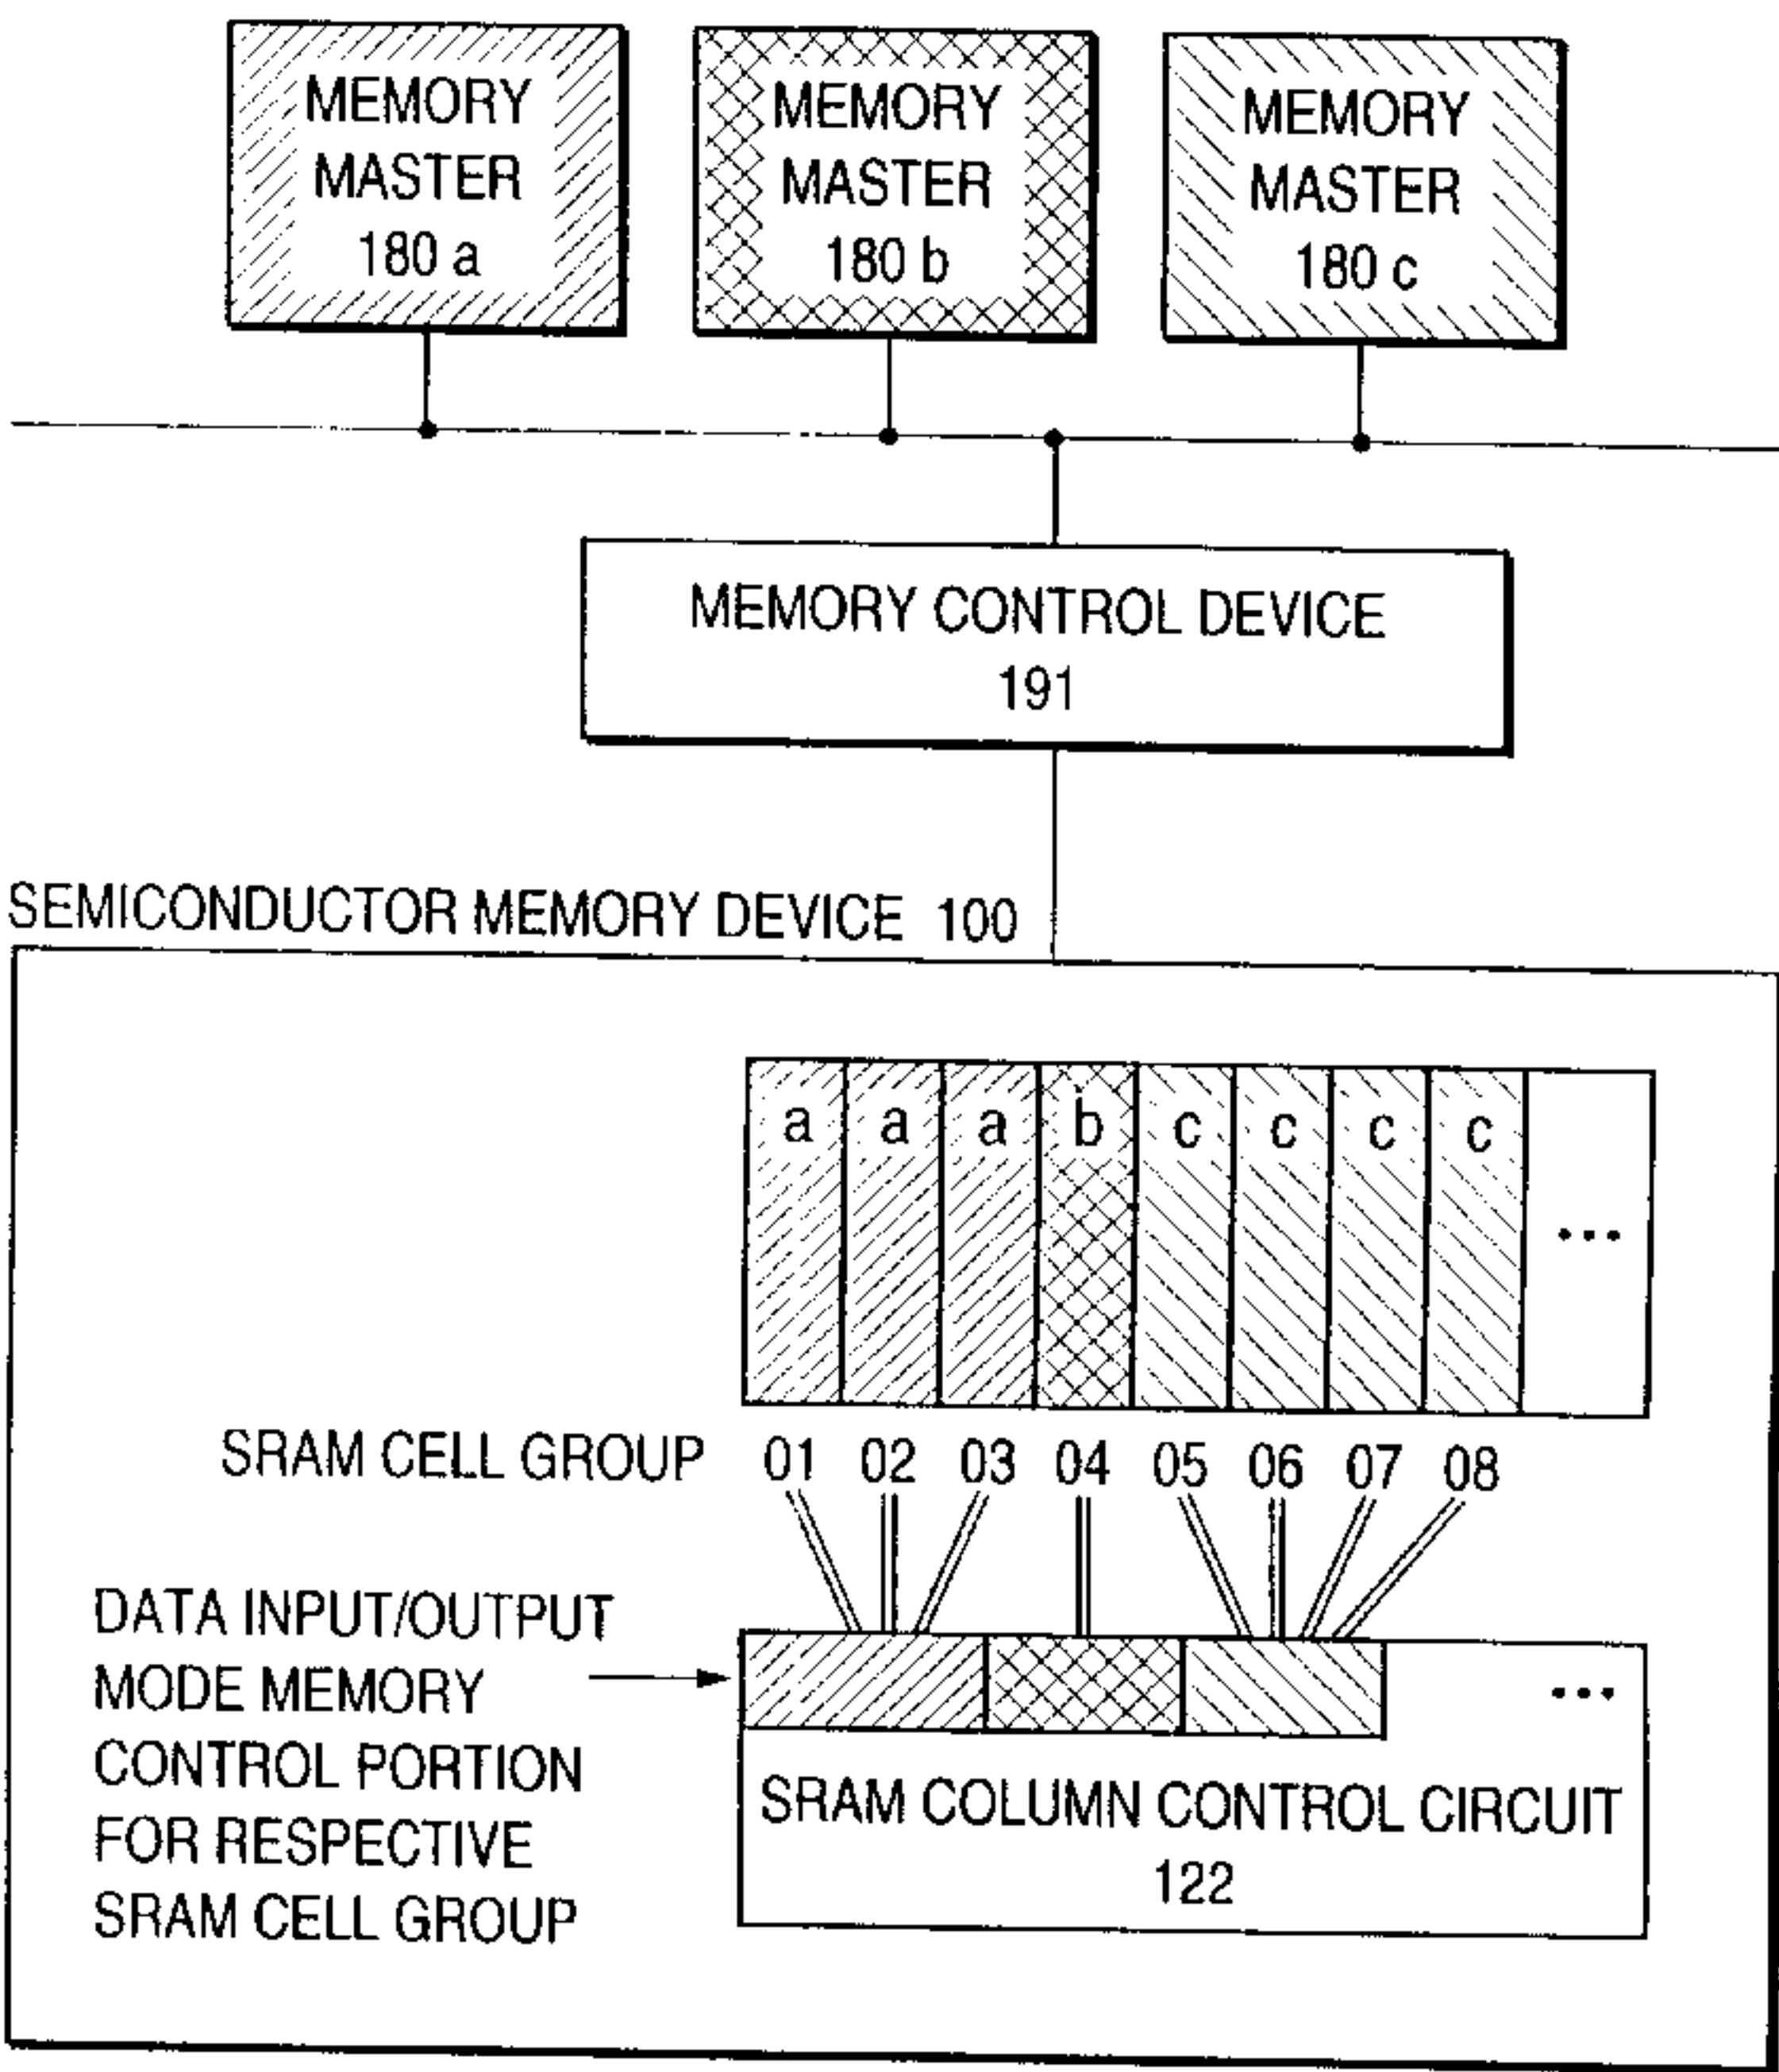 MEMORY MASTER 180 a
MEMORY MASTER 180 b
MEMORY MASTER 180 c
MEMORY CONTROL DEVICE
191
SEMICONDUCTOR MEMORY DEVICE 100
a a a b c c c c ...
SRAM CELL GROUP 01 02 03 04 05 06 07 08
DATA INPUT/OUTPUT
MODE MEMORY
CONTROL PORTION
FOR RESPECTIVE
SRAM CELL GROUP
...
SRAM COLUMN CONTROL CIRCUIT
122